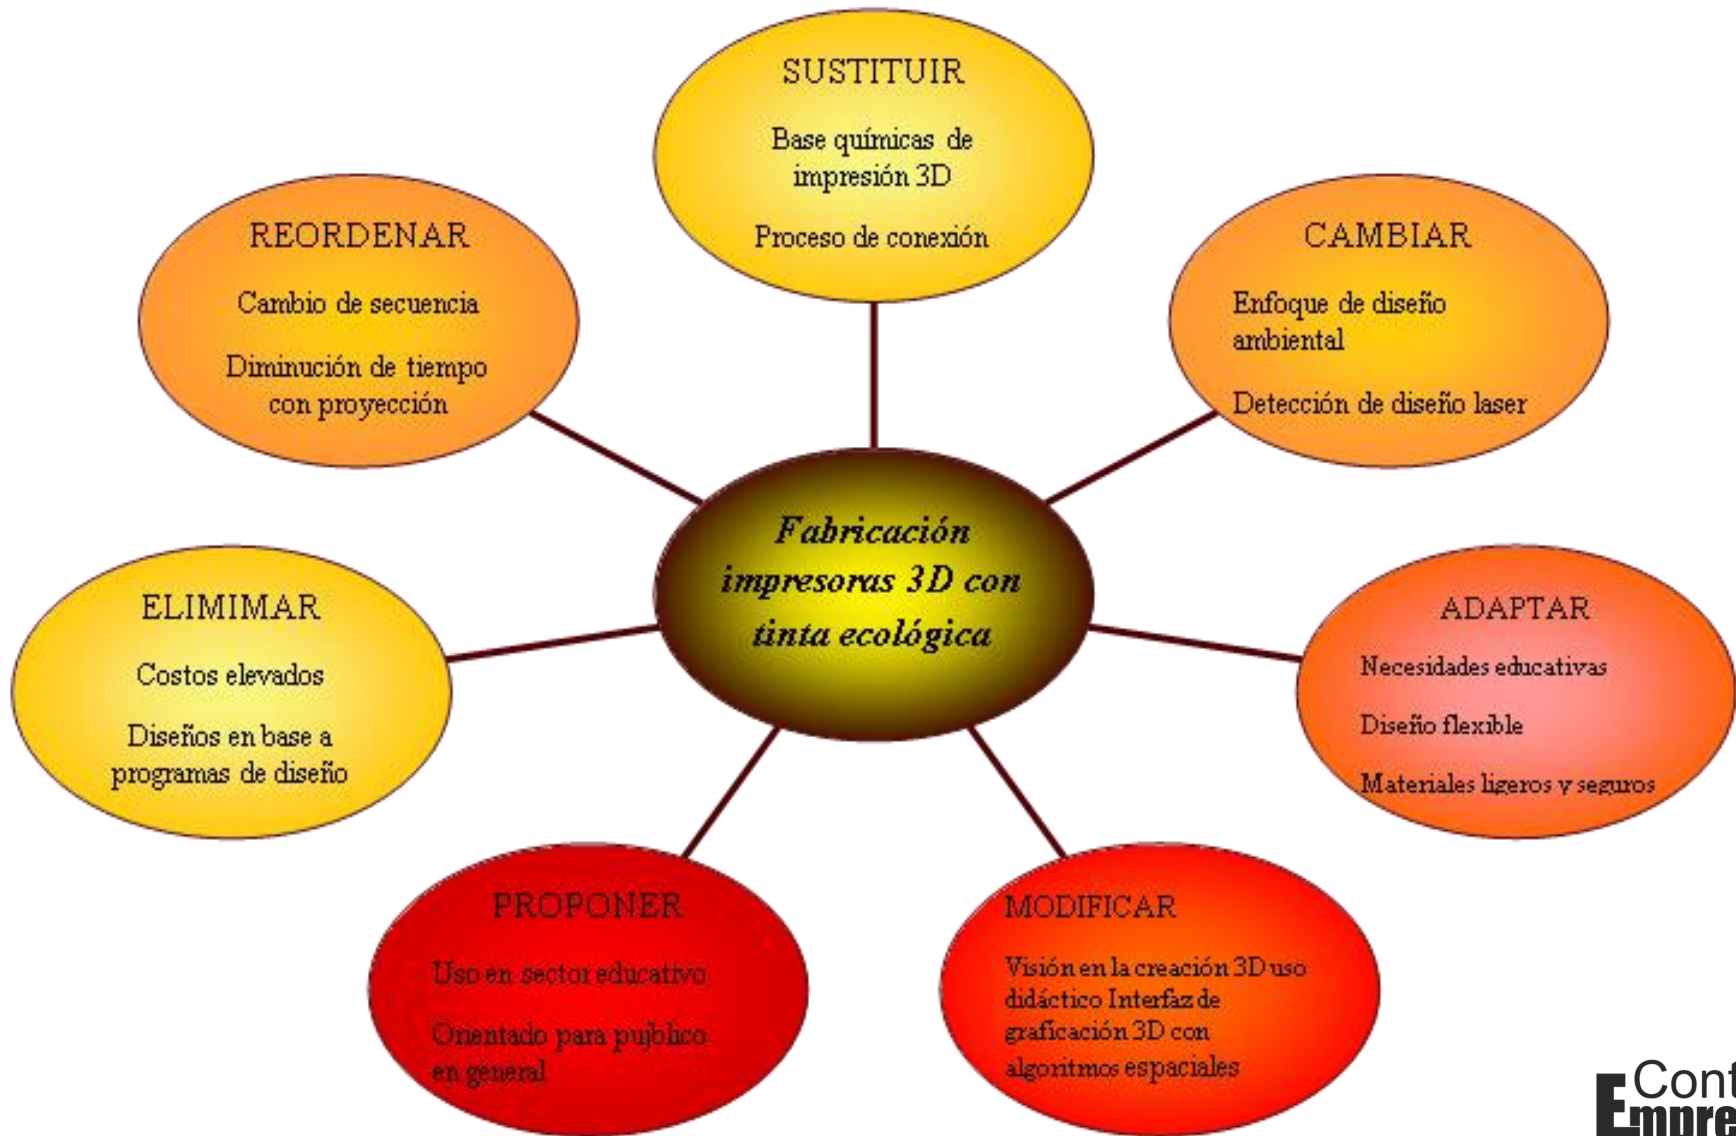 SUSTITUIR
Base químicas de
impresión 3D
Proceso de conexión
CAMBIAR
Enfoque de diseño
ambiental
Detección de diseño laser
ADAPTAR
Necesidades educativas
Diseño flexible
Materiales ligeros y seguros
MODIFICAR
Visión en la creación 3D uso
didáctico Interfaz de
graficación 3D con
algoritmos espaciales
PROPONER
Uso en sector educativo
Orientado para pujblico
en general
ELIMIMAR
Costos elevados
Diseños en base a
programas de diseño
REORDENAR
Cambio de secuencia
Diminución de tiempo
con proyección
Fabricación
impresoras 3D con
tinta ecológica